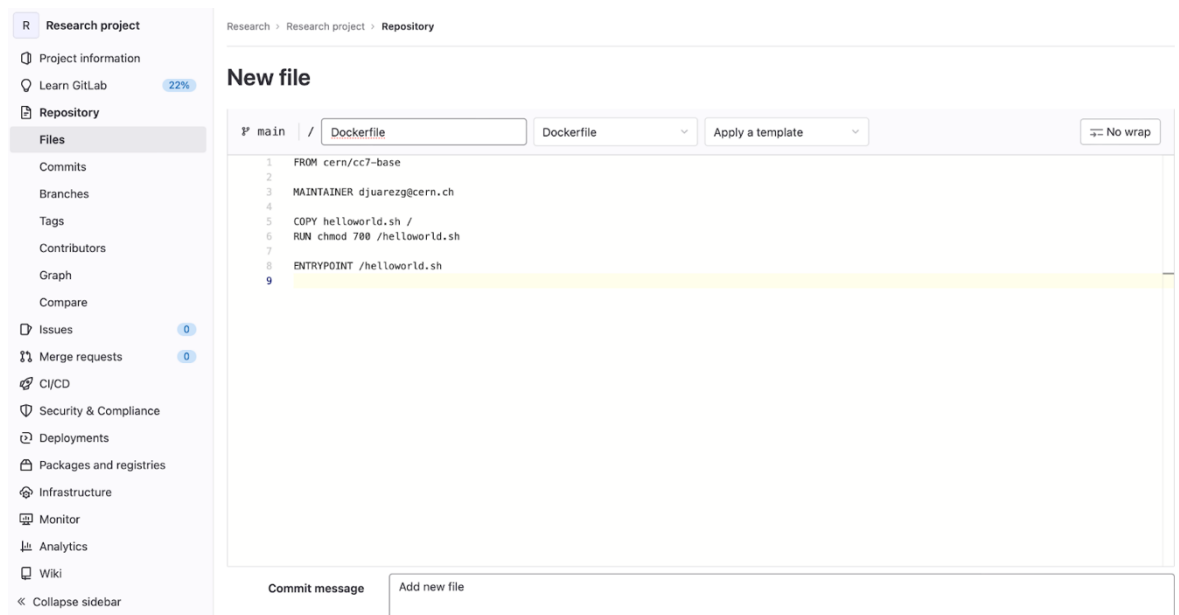 R Research project
Project information
Learn GitLab 22%
Repository
Files
Commits
Branches
Tags
Contributors
Graph
Compare
Issues 0
Merge requests 0
CI/CD
Security & Compliance
Deployments
Packages and registries
Infrastructure
Monitor
Analytics
Wiki
« Collapse sidebar
Research > Research project > Repository
New file
main / Dockerfile Dockerfile Apply a template No wrap
1 FROM cern/cc7-base
2
3 MAINTAINER djuarezg@cern.ch
4
5 COPY helloworld.sh /
6 RUN chmod 700 /helloworld.sh
7
8 ENTRYPOINT /helloworld.sh
9
Commit message Add new file